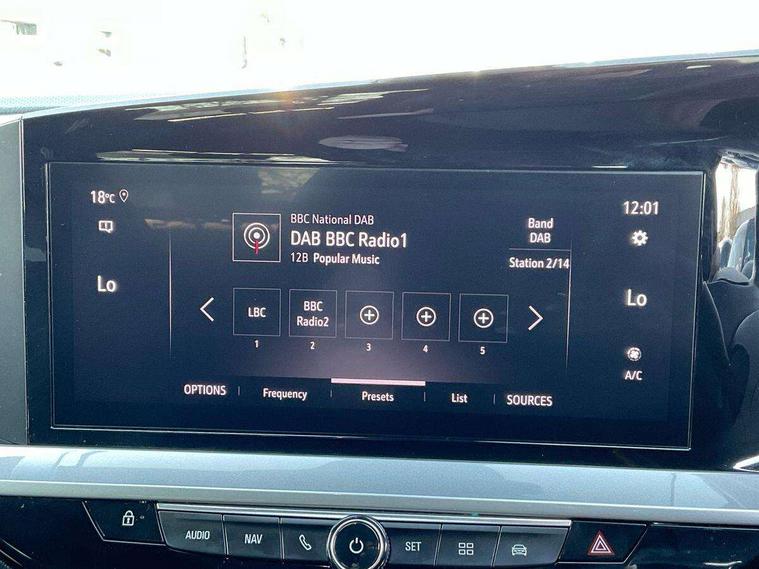 18°C
12:01
BBC National DAB
DAB BBC Radio1
12B Popular Music
Band
DAB
Station 2/14
Lo
Lo
LBC
BBC
Radio2
1
2
3
4
5
A/C
OPTIONS
Frequency
Presets
List
SOURCES
AUDIO
NAV
SET